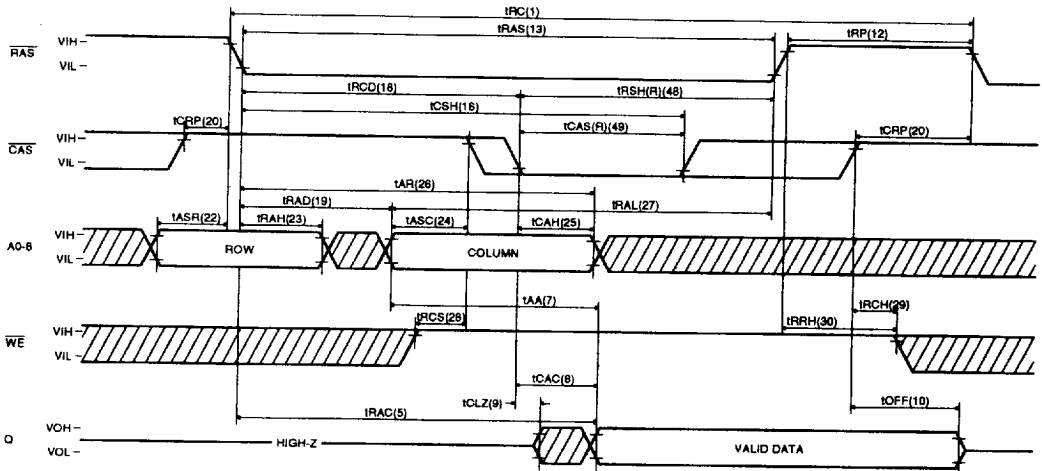 tRC(1)
tRAS(13)
tRP(12)
RAS
VIH
VIL
tRCD(18)
tRSH(R)(48)
tCSH(16)
tCRP(20)
tCAS(R)(49)
tCRP(20)
CAS
VIH
VIL
tAR(26)
tRAD(19)
tRAL(27)
tASR(22)
tRAH(23)
tASC(24)
tCAH(25)
A0-8
VIH
VIL
ROW
COLUMN
tAA(7)
tRCS(28)
tRCH(29)
tRRH(30)
WE
VIH
VIL
tCAC(8)
tCLZ(9)
tOFF(10)
tRAC(5)
Q
VOH
VOL
HIGH-Z
VALID DATA